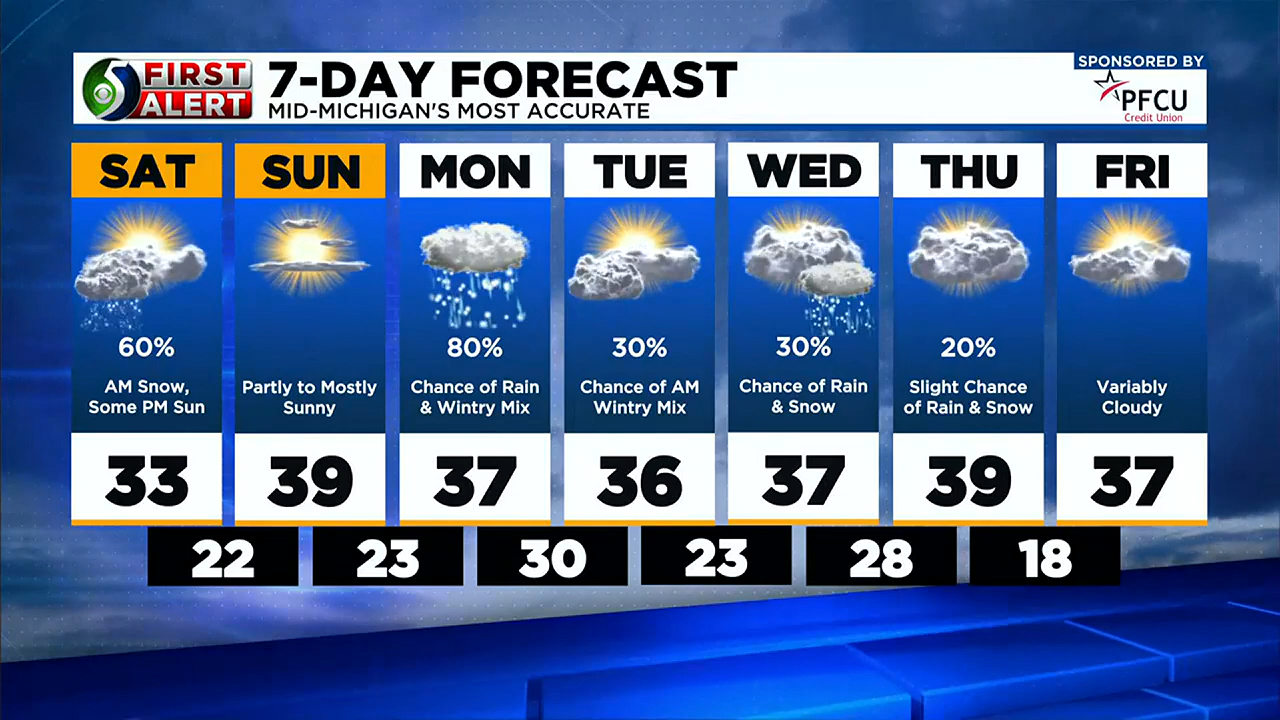 6 FIRST ALERT
7-DAY FORECAST
MID-MICHIGAN'S MOST ACCURATE
SPONSORED BY
PFCU
Credit Union
SAT
60%
AM Snow,
Some PM Sun
33
SUN
Partly to Mostly
Sunny
39
MON
80%
Chance of Rain
& Wintry Mix
37
TUE
30%
Chance of AM
Wintry Mix
36
WED
30%
Chance of Rain
& Snow
37
THU
20%
Slight Chance
of Rain & Snow
39
FRI
Variably
Cloudy
37
22
23
30
23
28
18